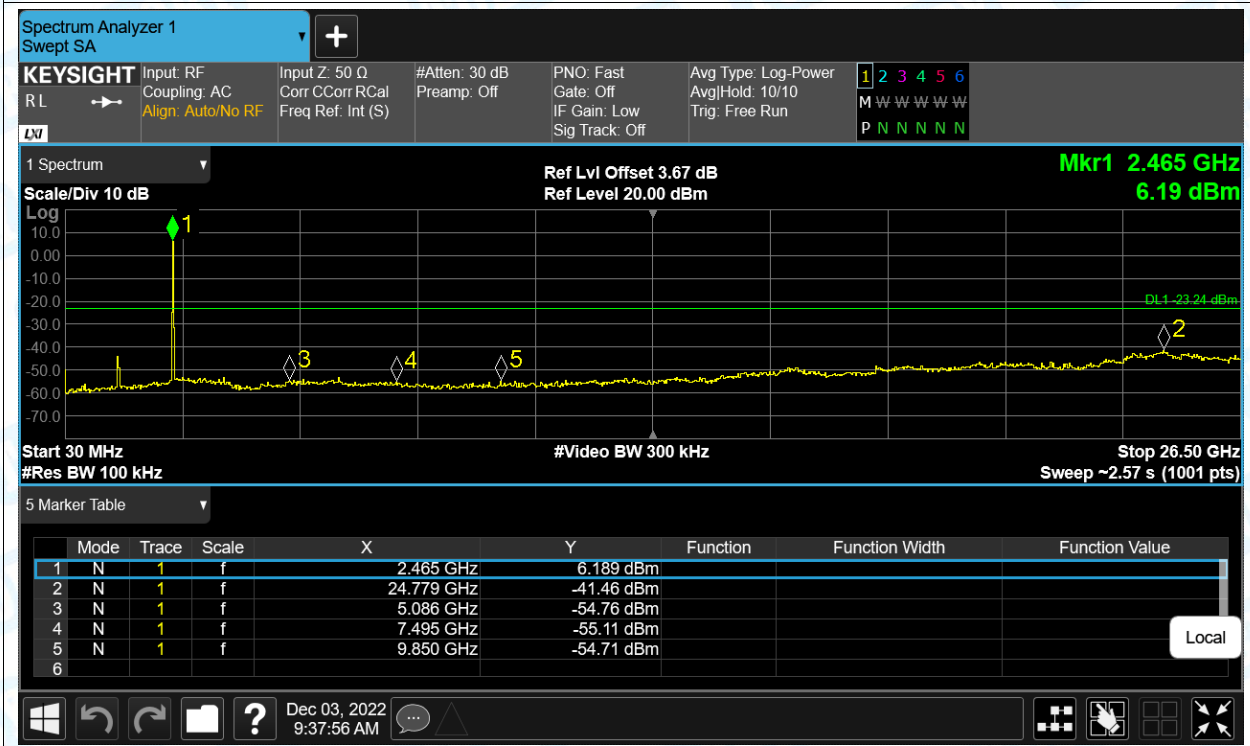 Spectrum Analyzer 1
Swept SA
+
KEYSIGHT Input: RF Input Z: 50 Ω #Atten: 30 dB PNO: Fast Avg Type: Log-Power 1 2 3 4 5 6
RL Coupling: AC Corr CCorr RCal Preamp: Off Gate: Off Avg|Hold: 10/10 M W W W W W
Align: Auto/No RF Freq Ref: Int (S) IF Gain: Low Trig: Free Run
LXI Sig Track: Off P N N N N N
1 Spectrum Ref Lvl Offset 3.67 dB Mkr1 2.465 GHz
Scale/Div 10 dB Ref Level 20.00 dBm 6.19 dBm
Log
1
10.0
0.00
-10.0
-20.0 DL1 -23.24 dBm
-30.0
2
-40.0
3 4 5
-50.0
-60.0
-70.0
Start 30 MHz #Video BW 300 kHz Stop 26.50 GHz
#Res BW 100 kHz Sweep ~2.57 s (1001 pts)
5 Marker Table
Mode Trace Scale X Y Function Function Width Function Value
1 N 1 f 2.465 GHz 6.189 dBm
2 N 1 f 24.779 GHz -41.46 dBm
3 N 1 f 5.086 GHz -54.76 dBm
4 N 1 f 7.495 GHz -55.11 dBm
5 N 1 f 9.850 GHz -54.71 dBm
6
Local
? Dec 03, 2022
9:37:56 AM